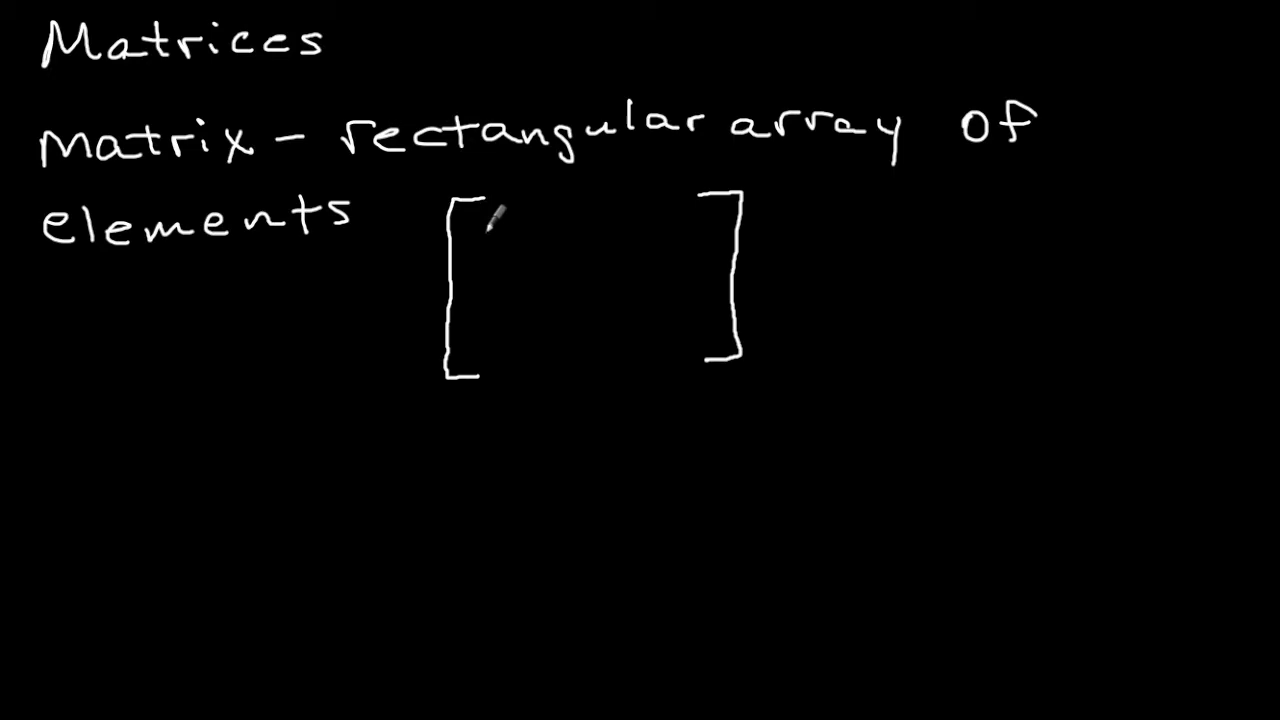 Matrices
matrix - rectangular array of
elements [ ]